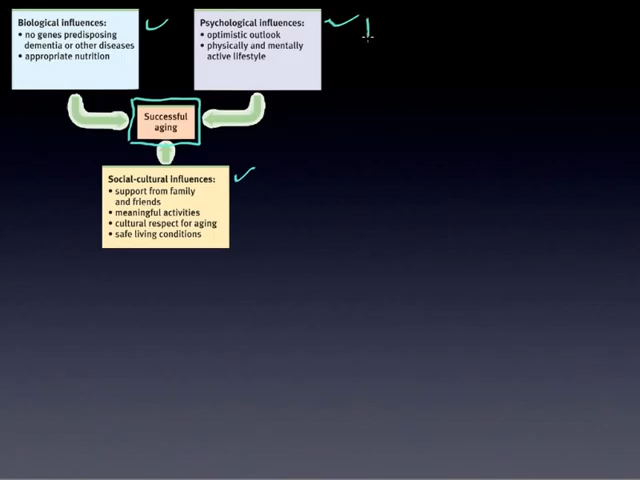 Biological influences:
• no genes predisposing
dementia or other diseases
• appropriate nutrition
Psychological influences:
• optimistic outlook
• physically and mentally
active lifestyle
Successful
aging
Social-cultural influences:
• support from family
and friends
• meaningful activities
• cultural respect for aging
• safe living conditions